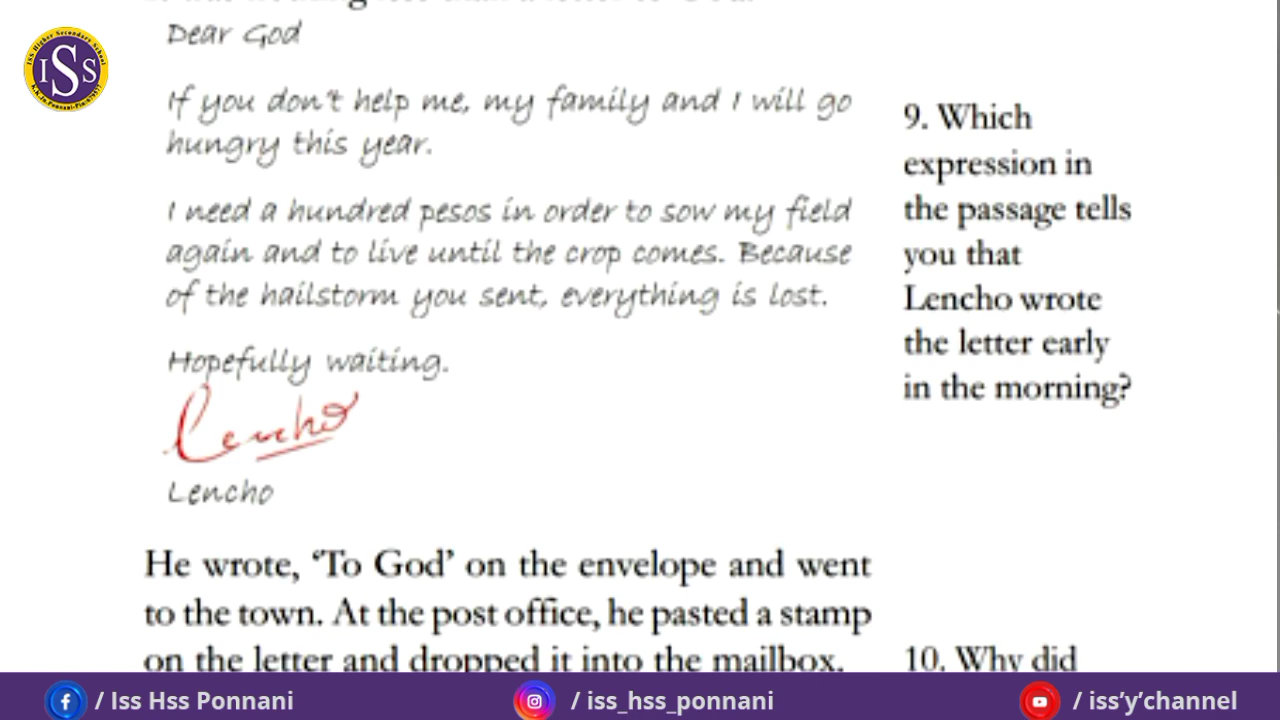 Dear God
If you don't help me, my family and I will go
hungry this year.
I need a hundred pesos in order to sow my field
again and to live until the crop comes. Because
of the hailstorm you sent, everything is lost.
Hopefully waiting.
Lencho
Lencho
He wrote, ‘To God’ on the envelope and went
to the town. At the post office, he pasted a stamp
on the letter and dropped it into the mailbox.
9. Which
expression in
the passage tells
you that
Lencho wrote
the letter early
in the morning?
10. Why did
ISS
/ Iss Hss Ponnani
/ iss_hss_ponnani
/ iss'y'channel